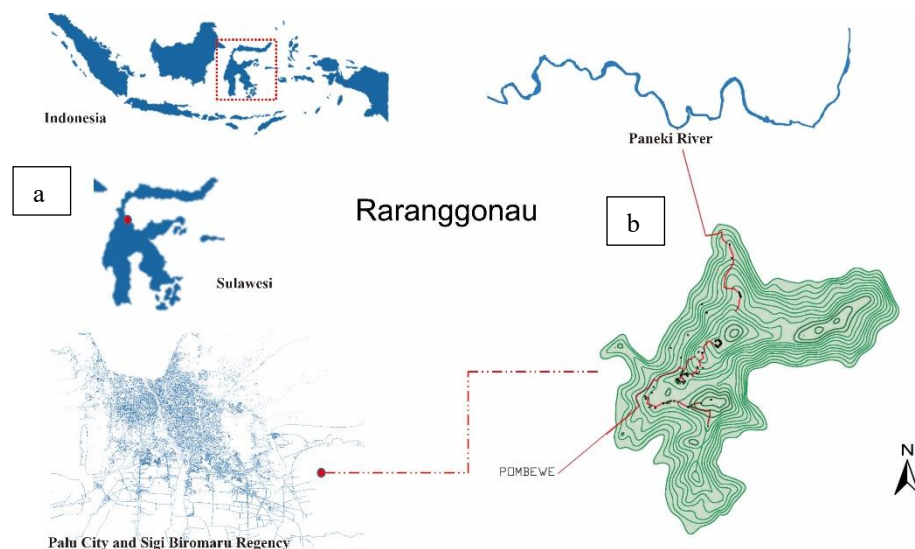 Indonesia
Paneki River
a
Raranggonau
b
Sulawesi
POMBEWE
N
Palu City and Sigi Biromaru Regency